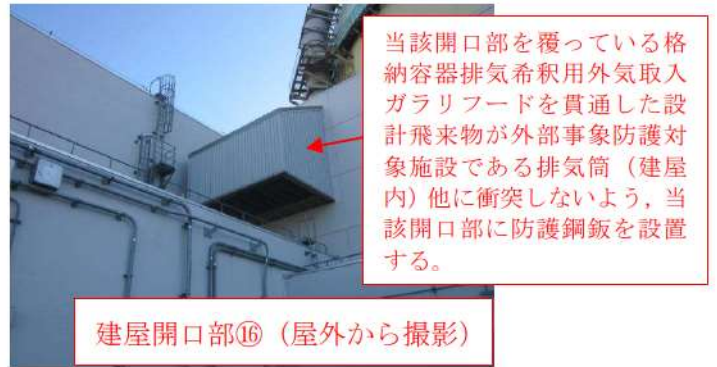 当該開口部を覆っている格
納容器排気希釈用外気取入
ガラリフードを貫通した設
計飛来物が外部事象防護対
象施設である排気筒（建屋
内）他に衝突しないよう，当
該開口部に防護鋼鈑を設置
する。
建屋開口部⑯（屋外から撮影）